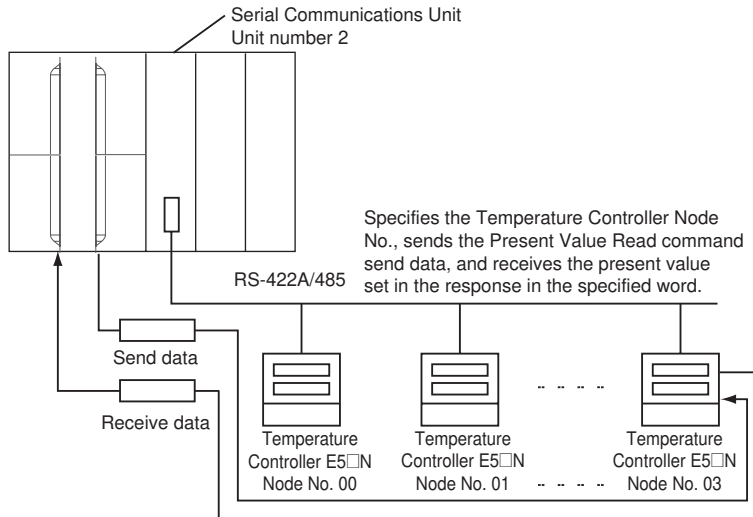 Serial Communications Unit
Unit number 2
Specifies the Temperature Controller Node
No., sends the Present Value Read command
send data, and receives the present value
set in the response in the specified word.
RS-422A/485
Send data
Receive data
Temperature
Controller E5□N
Node No. 00
Temperature
Controller E5□N
Node No. 01
Temperature
Controller E5□N
Node No. 03